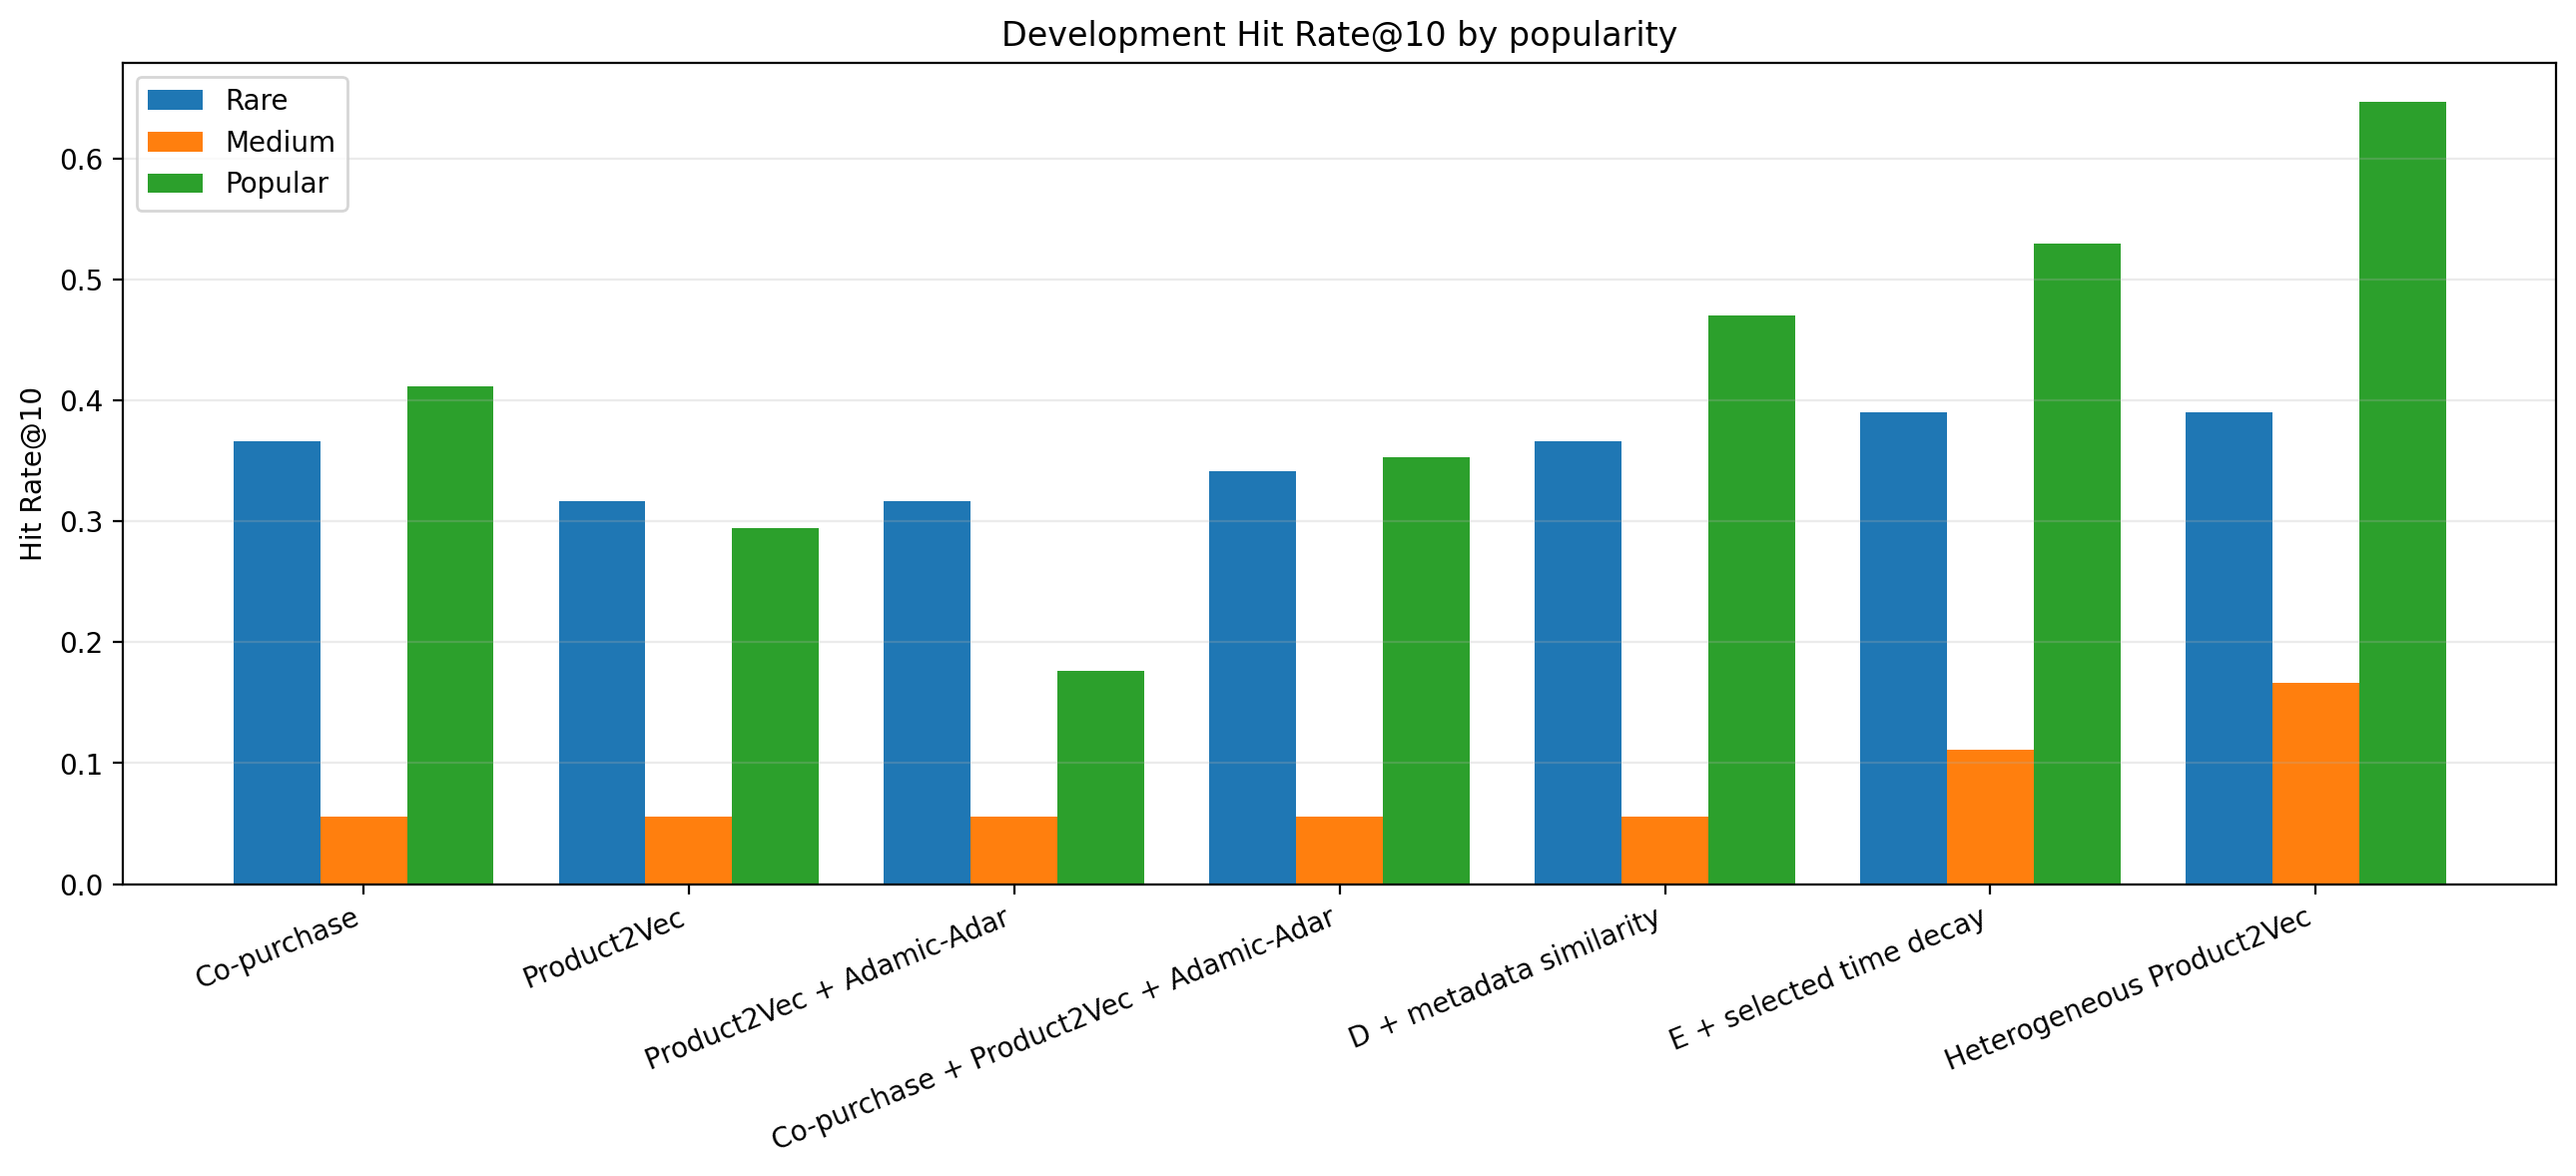 Development Hit Rate@10 by popularity
Rare
Medium
Popular
Hit Rate@10
0.6
0.5
0.4
0.3
0.2
0.1
0.0
Co-purchase
Product2Vec
Product2Vec + Adamic-Adar
Co-purchase + Product2Vec + Adamic-Adar
D + metadata similarity
E + selected time decay
Heterogeneous Product2Vec